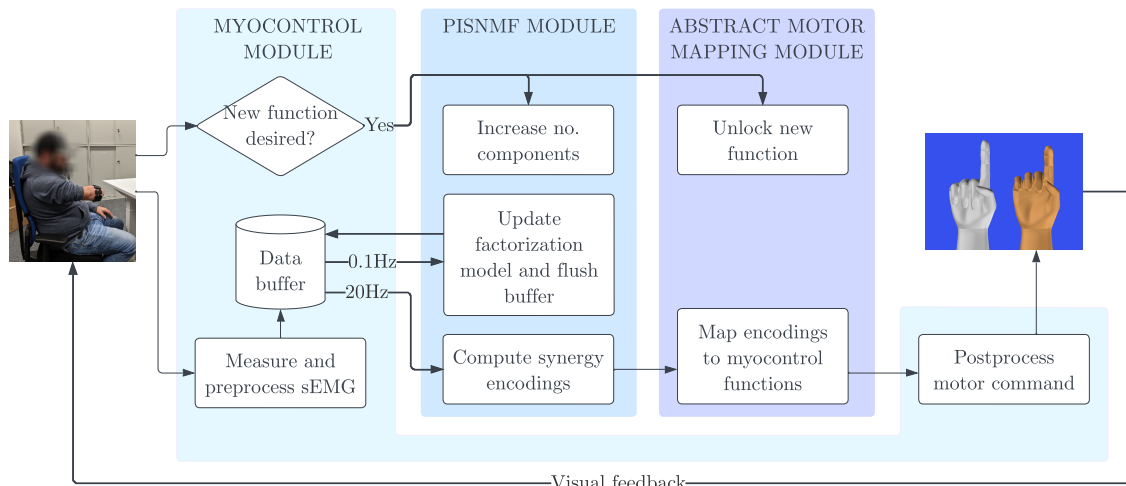 MYOCONTROL
MODULE
PISNMF MODULE
ABSTRACT MOTOR
MAPPING MODULE
New function
desired?
Yes
Increase no.
components
Unlock new
function
Update
factorization
model and flush
buffer
Data
buffer
0.1Hz
20Hz
Measure and
preprocess sEMG
Compute synergy
encodings
Map encodings
to myocontrol
functions
Postprocess
motor command
Visual feedback